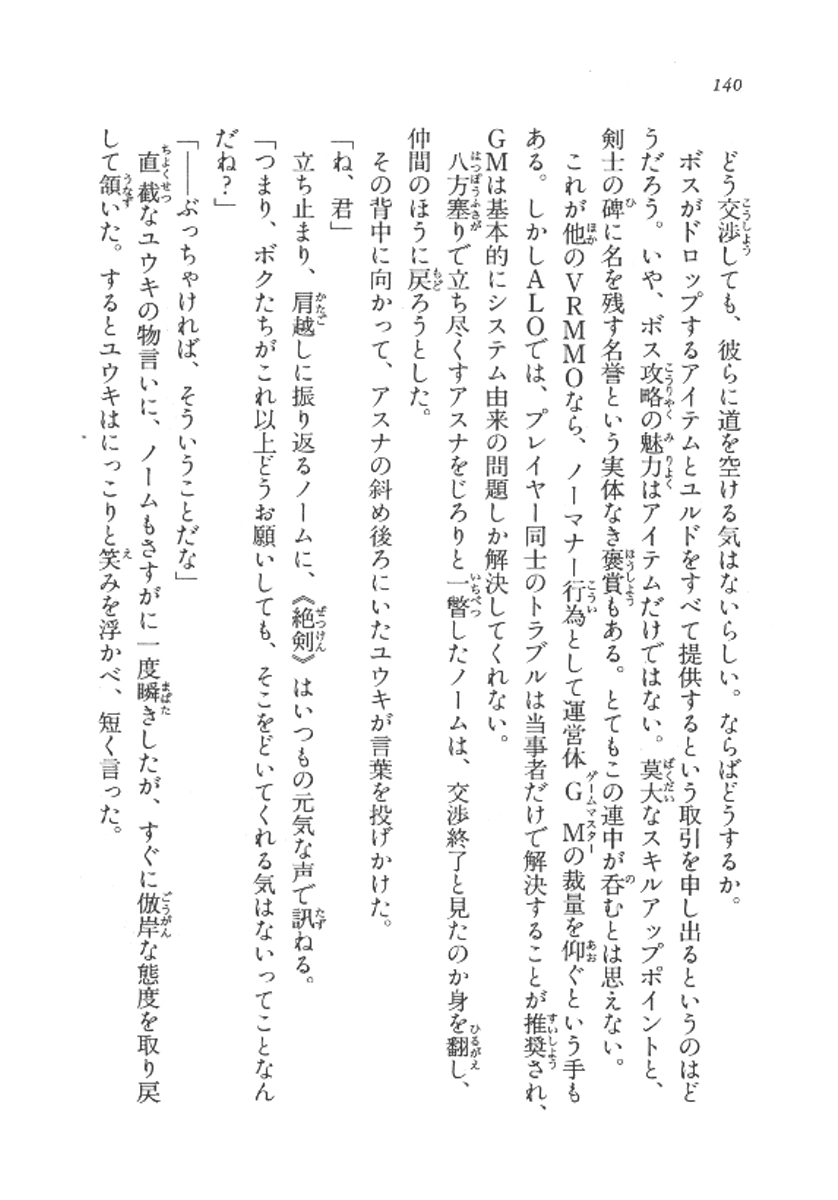 140
どう交渉しても、彼らに道を空ける気はないらしい。ならばどうするか。
ボスがドロップするアイテムとユルドをすべて提供するという取引を申し出るというのはど
うだろう。いや、ボス攻略の魅力はアイテムだけではない。莫大なスキルアップポイントと、
剣士の碑に名を残す名誉という実体なき褒賞もある。とてもこの連中が呑むとは思えない。
これが他のVRMMOなら、ノーマナー行為として運営体GMの裁量を仰ぐという手も
ある。しかしALOでは、プレイヤー同士のトラブルは当事者だけで解決することが推奨され、
GMは基本的にシステム由来の問題しか解決してくれない。
八方塞りで立ち尽くすアスナをじろりと一瞥したノームは、交渉終了と見たのか身を翻し、
仲間のほうに戻ろうとした。
その背中に向かって、アスナの斜め後ろにいたユウキが言葉を投げかけた。
「ね、君」
立ち止まり、肩越しに振り返るノームに、《絶剣》はいつもの元気な声で訊ねる。
「つまり、ボクたちがこれ以上どうお願いしても、そこをどいてくれる気はないってことなん
だね？」
「――ぶっちゃければ、そういうことだな」
直截なユウキの物言いに、ノームもさすがに一度瞬きしたが、すぐに傲岸な態度を取り戻
して頷いた。するとユウキはにっこりと笑みを浮かべ、短く言った。